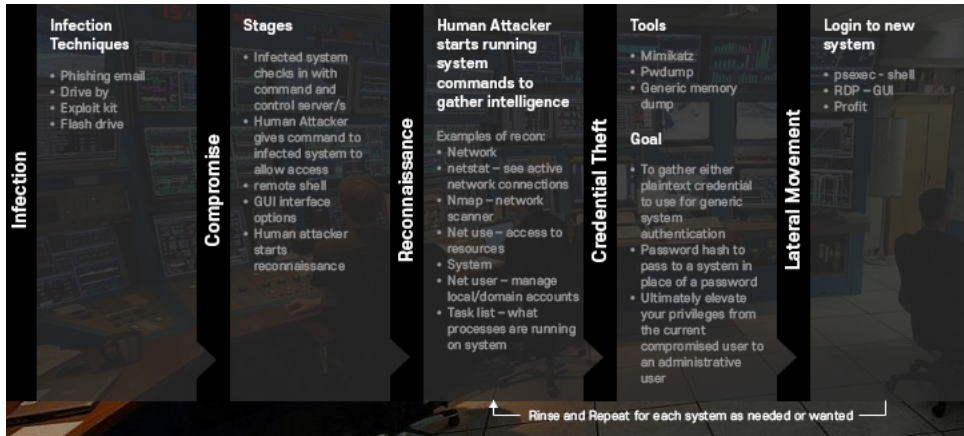 Infection
Infection
Techniques
• Phishing email
• Drive by
• Exploit kit
• Flash drive
Compromise
Stages
• Infected system
checks in with
command and
control server/s
• Human Attacker
gives command to
infected system to
allow access
• remote shell
• GUI interface
options
• Human attacker
starts
reconnaissance
Reconnaissance
Human Attacker
starts running
system
commands to
gather intelligence
Examples of recon:
• Network
• netstat – see active
network connections
• Nmap – network
scanner
• Net use – access to
resources
• System
• Net user – manage
local/domain accounts
• Task list – what
processes are running
on system
Credential Theft
Tools
• Mimikatz
• Pwdump
• Generic memory
dump
Goal
• To gather either
plaintext credential
to use for generic
system
authentication
• Password hash to
pass to a system in
place of a password
• Ultimately elevate
your privileges from
the current
compromised user to
an administrative
user
Lateral Movement
Login to new
system
• psexec - shell
• RDP – GUI
• Profit
Rinse and Repeat for each system as needed or wanted